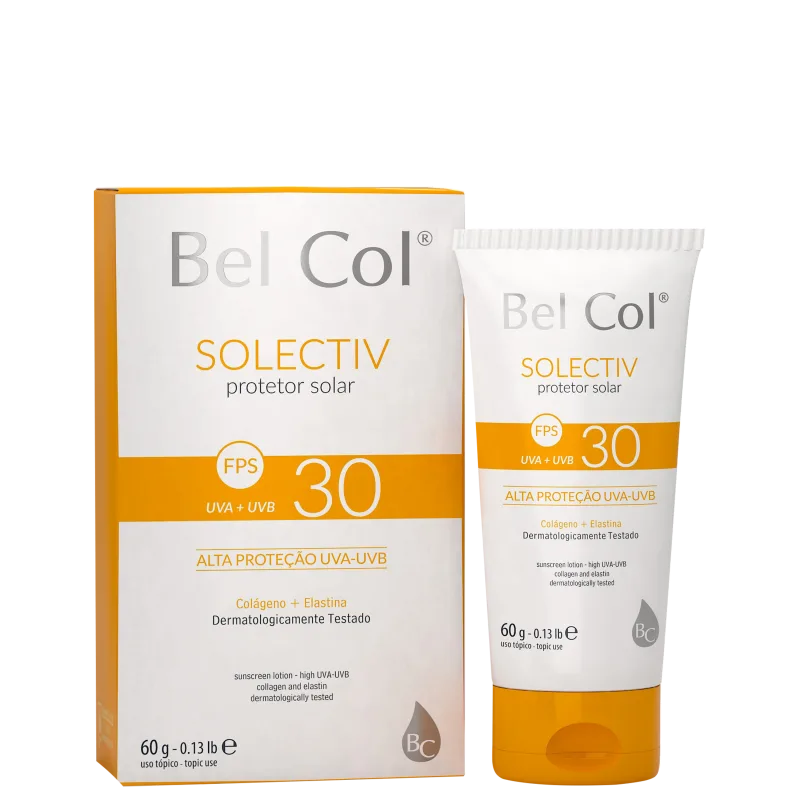 Bel Col®
SOLECTIV
protetor solar
FPS
UVA + UVB
30
ALTA PROTEÇÃO UVA-UVB
Colágeno + Elastina
Dermatologicamente Testado
sunscreen lotion - high UVA-UVB
collagen and elastin
dermatologically tested
60 g - 0.13 lb ℮
uso tópico - topic use
BC
Bel Col®
SOLECTIV
protetor solar
FPS
UVA + UVB
30
ALTA PROTEÇÃO UVA-UVB
Colágeno + Elastina
Dermatologicamente Testado
sunscreen lotion - high UVA-UVB
collagen and elastin
dermatologically tested
60 g - 0.13 lb ℮
uso tópico - topic use
BC